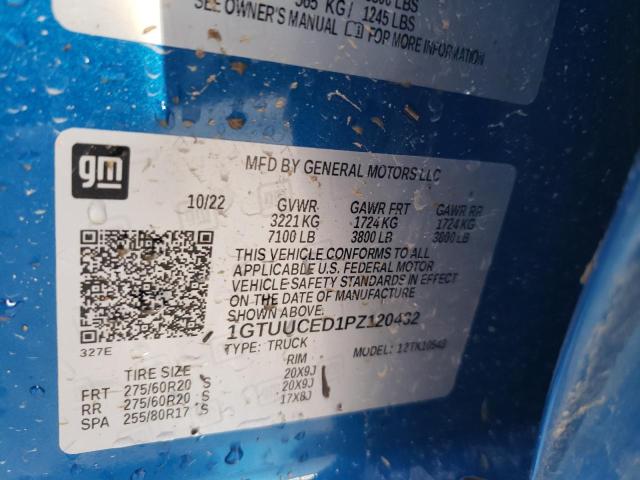 565 KG / 1245 LBS
SEE OWNER'S MANUAL FOR MORE INFORMATION
gm
MFD BY GENERAL MOTORS LLC
10/22 GVWR GAWR FRT GAWR RR
3221 KG 1724 KG 1724 KG
7100 LB 3800 LB 3800 LB
THIS VEHICLE CONFORMS TO ALL
APPLICABLE U.S. FEDERAL MOTOR
VEHICLE SAFETY STANDARDS IN EFFECT
ON THE DATE OF MANUFACTURE
SHOWN ABOVE.
1GTUUCED1PZ120432
327E
TYPE: TRUCK MODEL: 12TK10543
TIRE SIZE RIM
FRT 275/60R20 S 20X9J
RR 275/60R20 S 20X9J
SPA 255/80R17 S 17X8J